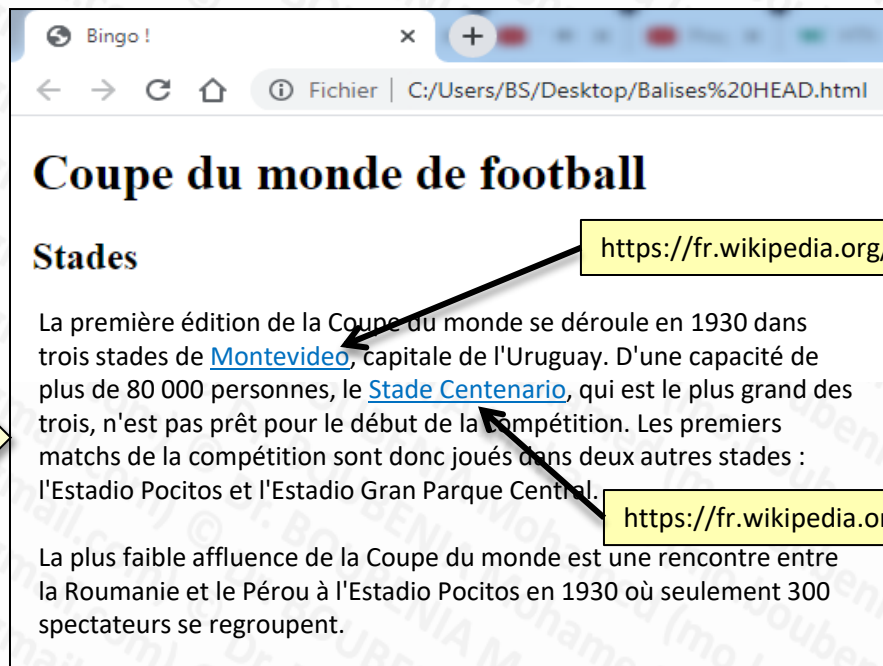 Bingo !
Fichier | C:/Users/BS/Desktop/Balises%20HEAD.html
Coupe du monde de football
Stades
https://fr.wikipedia.org/
La première édition de la Coupe du monde se déroule en 1930 dans
trois stades de Montevideo, capitale de l'Uruguay. D'une capacité de
plus de 80 000 personnes, le Stade Centenario, qui est le plus grand des
trois, n'est pas prêt pour le début de la compétition. Les premiers
matchs de la compétition sont donc joués dans deux autres stades :
l'Estadio Pocitos et l'Estadio Gran Parque Central.
https://fr.wikipedia.or
La plus faible affluence de la Coupe du monde est une rencontre entre
la Roumanie et le Pérou à l'Estadio Pocitos en 1930 où seulement 300
spectateurs se regroupent.